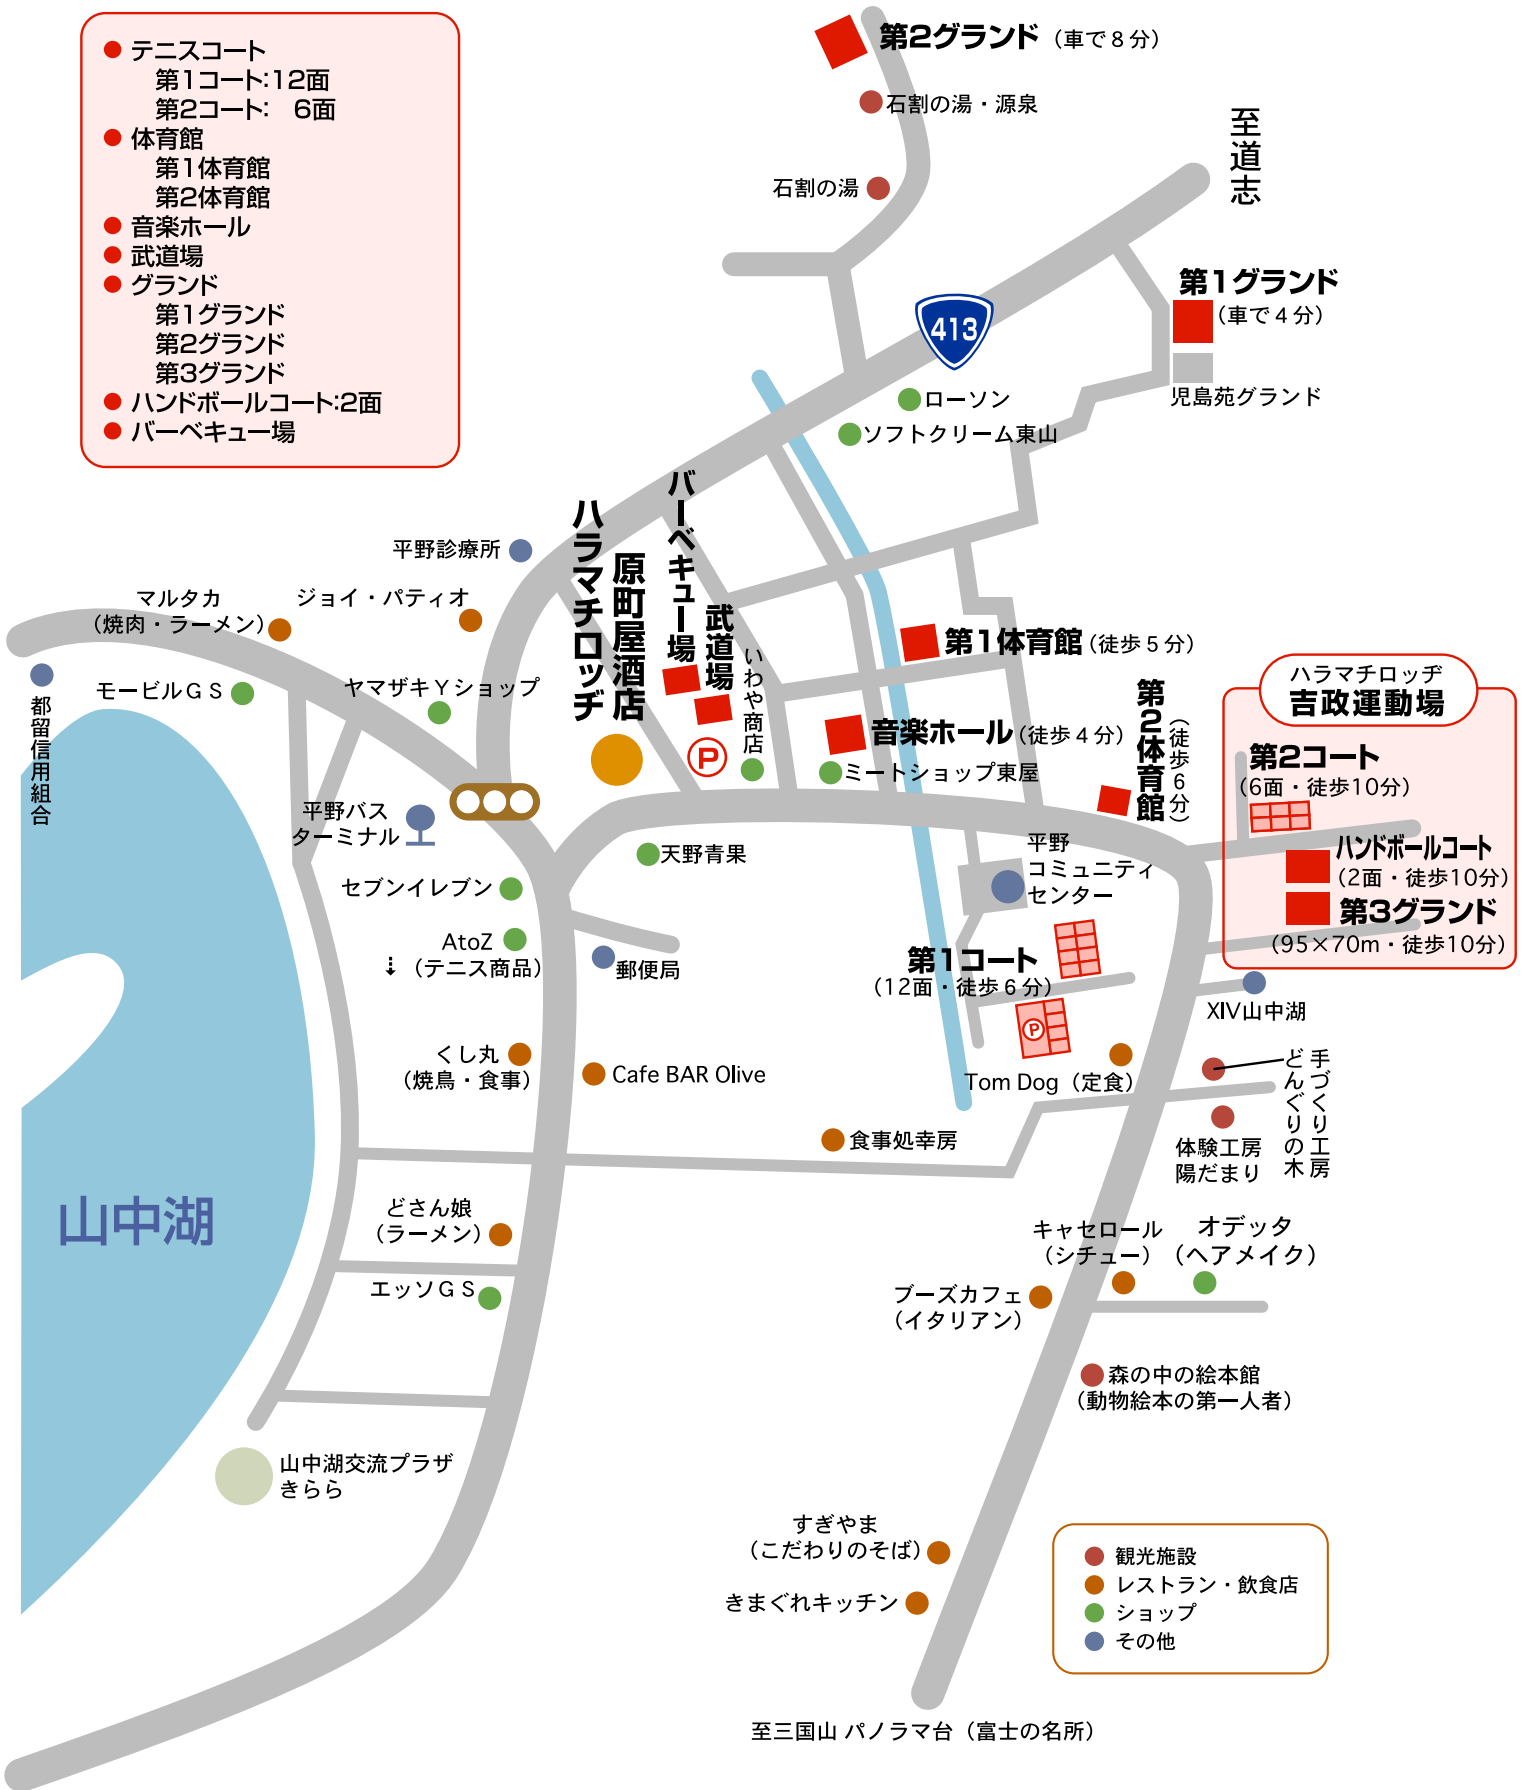 ● テニスコート
第1コート:12面
第2コート: 6面
● 体育館
第1体育館
第2体育館
● 音楽ホール
● 武道場
● グランド
第1グランド
第2グランド
第3グランド
● ハンドボールコート:2面
● バーベキュー場
第2グランド（車で8分）
石割の湯・源泉
石割の湯
至道志
第1グランド
（車で4分）
児島苑グランド
413
ローソン
ソフトクリーム東山
平野診療所
ハラマチロッヂ
原町屋酒店
バーベキュー場
武道場
いわや商店
P
マルタカ
（焼肉・ラーメン）
ジョイ・パティオ
都留信用組合
モービルＧＳ
ヤマザキＹショップ
第1体育館（徒歩5分）
音楽ホール（徒歩4分）
ミートショップ東屋
第2体育館
（徒歩6分）
ハラマチロッヂ
吉政運動場
第2コート
（6面・徒歩10分）
ハンドボールコート
（2面・徒歩10分）
第3グランド
（95×70m・徒歩10分）
平野バス
ターミナル
天野青果
平野
コミュニティ
センター
セブンイレブン
AtoZ
↓（テニス商品）
郵便局
第1コート
（12面・徒歩6分）
P
XIV山中湖
くし丸
（焼鳥・食事）
Cafe BAR Olive
Tom Dog（定食）
手づくり工房
どんぐりの木
食事処幸房
体験工房
陽だまり
山中湖
どさん娘
（ラーメン）
エッソＧＳ
キャセロール
（シチュー）
オデッタ
（ヘアメイク）
ブーズカフェ
（イタリアン）
森の中の絵本館
（動物絵本の第一人者）
山中湖交流プラザ
きらら
すぎやま
（こだわりのそば）
きまぐれキッチン
観光施設
レストラン・飲食店
ショップ
その他
至三国山 パノラマ台（富士の名所）